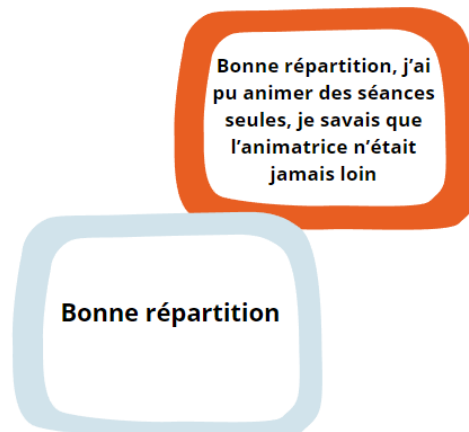 Bonne répartition, j'ai
pu animer des séances
seules, je savais que
l'animatrice n'était
jamais loin
Bonne répartition